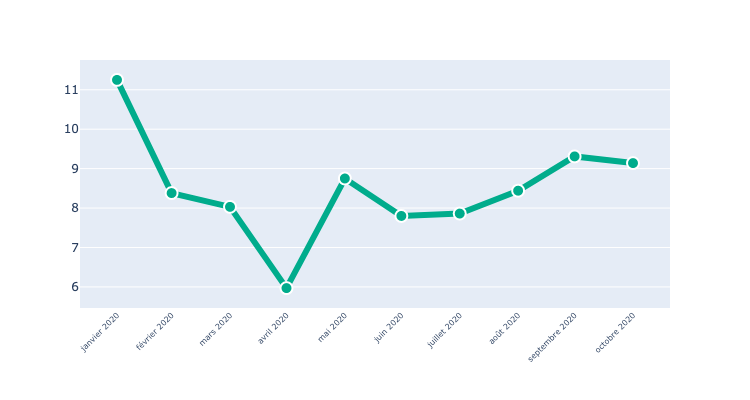 11
10
9
8
7
6
janvier 2020
février 2020
mars 2020
avril 2020
mai 2020
juin 2020
juillet 2020
août 2020
septembre 2020
octobre 2020